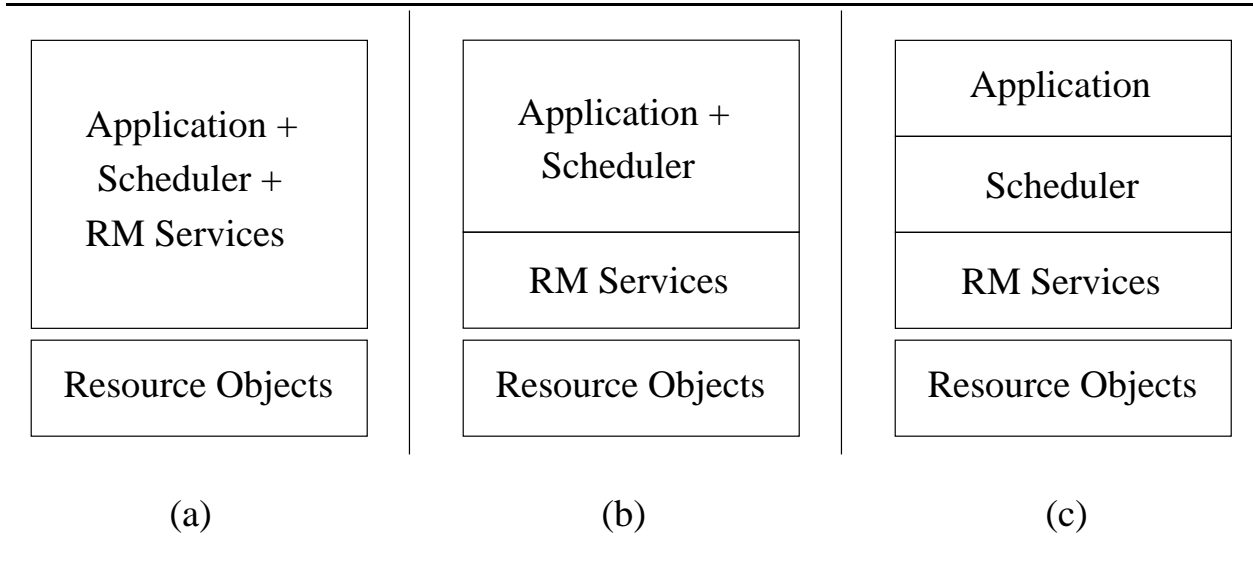 Application +
Scheduler +
RM Services
Resource Objects
(a)
Application +
Scheduler
RM Services
Resource Objects
(b)
Application
Scheduler
RM Services
Resource Objects
(c)